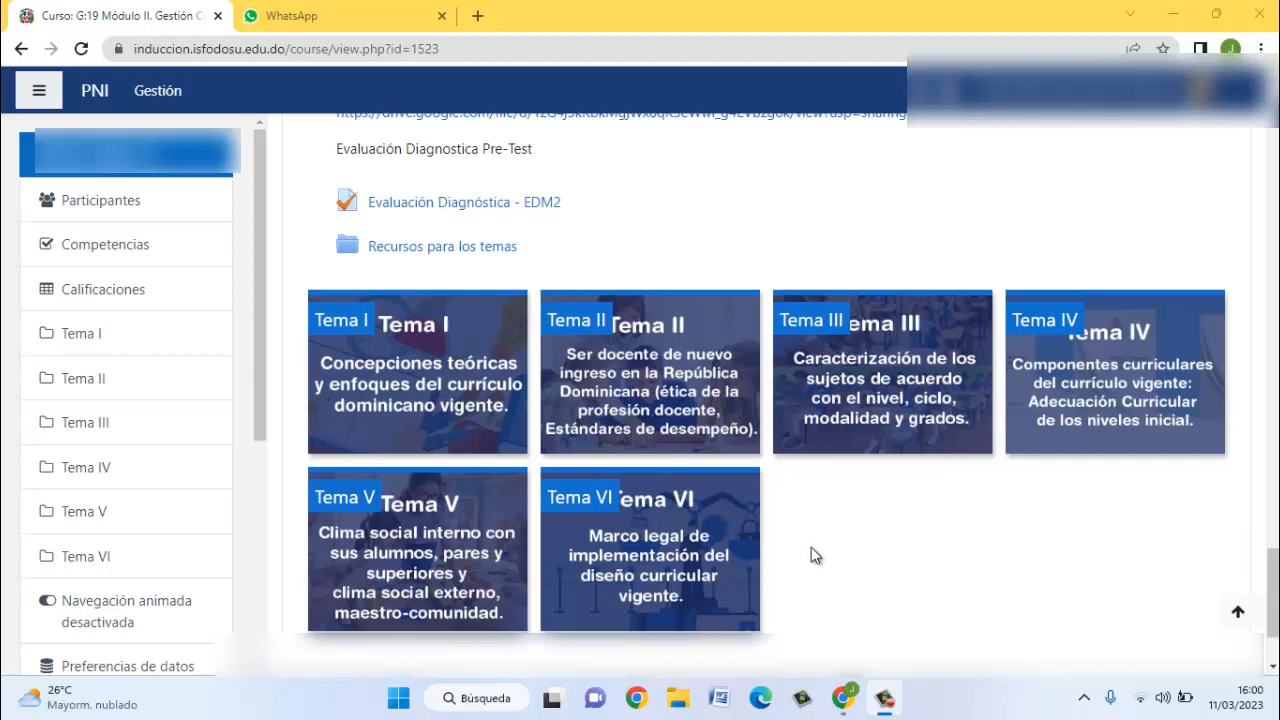 Curso: G:19 Módulo II. Gestión C
WhatsApp
induccion.isfodosu.edu.do/course/view.php?id=1523
J
PNI
Gestión
Evaluación Diagnostica Pre-Test
Evaluación Diagnóstica - EDM2
Recursos para los temas
Participantes
Competencias
Calificaciones
Tema I
Tema II
Tema III
Tema IV
Tema V
Tema VI
Navegación animada
desactivada
Preferencias de datos
Tema I
Tema I
Concepciones teóricas
y enfoques del currículo
dominicano vigente.
Tema II
Tema II
Ser docente de nuevo
ingreso en la República
Dominicana (ética de la
profesión docente,
Estándares de desempeño).
Tema III
ema III
Caracterización de los
sujetos de acuerdo
con el nivel, ciclo,
modalidad y grados.
Tema IV
ema IV
Componentes curriculares
del currículo vigente:
Adecuación Curricular
de los niveles inicial.
Tema V
Tema V
Clima social interno con
sus alumnos, pares y
superiores y
clima social externo,
maestro-comunidad.
Tema VI
Tema VI
Marco legal de
implementación del
diseño curricular
vigente.
26°C
Mayorm. nublado
Búsqueda
J
16:00
11/03/2023